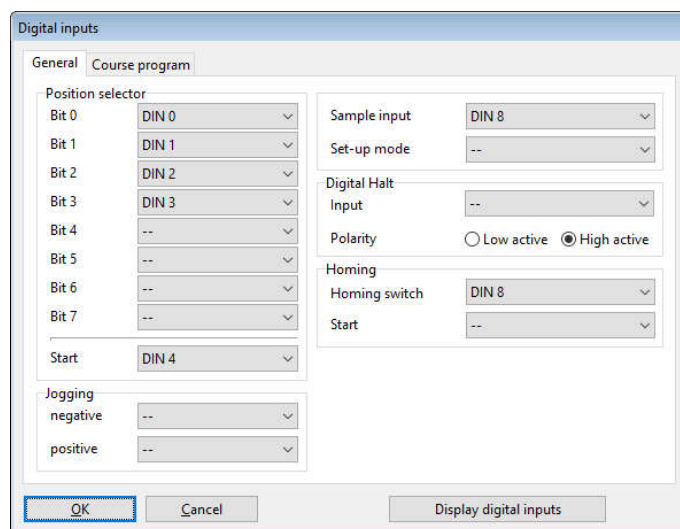 Digital inputs
General
Course program
Position selector
Bit 0
DIN 0
Bit 1
DIN 1
Bit 2
DIN 2
Bit 3
DIN 3
Bit 4
--
Bit 5
--
Bit 6
--
Bit 7
--
Start
DIN 4
Jogging
negative
--
positive
--
Sample input
DIN 8
Set-up mode
--
Digital Halt
Input
--
Polarity
Low active
High active
Homing
Homing switch
DIN 8
Start
--
OK
Cancel
Display digital inputs